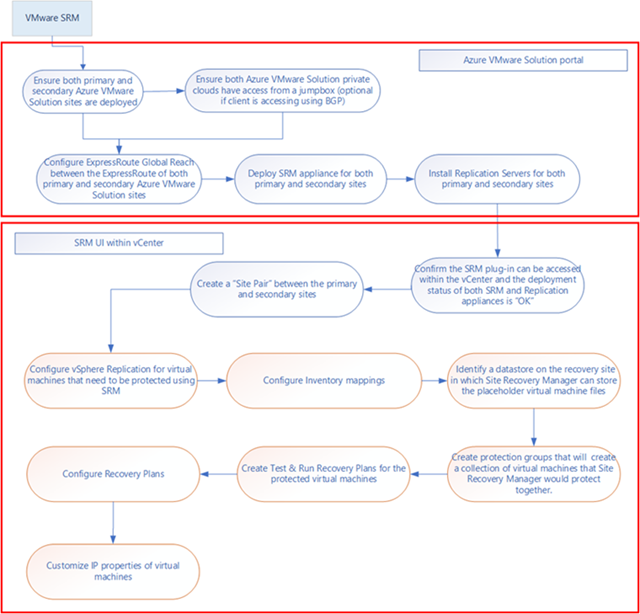 VMware SRM
Azure VMware Solution portal
Ensure both primary and
secondary Azure VMware
Solution sites are deployed
Ensure both Azure VMware Solution private
clouds have access from a jumpbox (optional
if client is accessing using BGP)
Configure ExpressRoute Global Reach
between the ExpressRoute of both
primary and secondary Azure VMware
Solution sites
Deploy SRM appliance for both
primary and secondary sites
Install Replication Servers for both
primary and secondary sites
SRM UI within vCenter
Confirm the SRM plug-in can be accessed
within the vCenter and the deployment
status of both SRM and Replication
appliances is "OK"
Create a "Site Pair" between the primary
and secondary sites
Configure vSphere Replication for virtual
machines that need to be protected using
SRM
Configure Inventory mappings
Identify a datastore on the recovery site
in which Site Recovery Manager can store
the placeholder virtual machine files
Create protection groups that will create
a collection of virtual machines that Site
Recovery Manager would protect
together.
Create Test & Run Recovery Plans for the
protected virtual machines
Configure Recovery Plans
Customize IP properties of virtual
machines